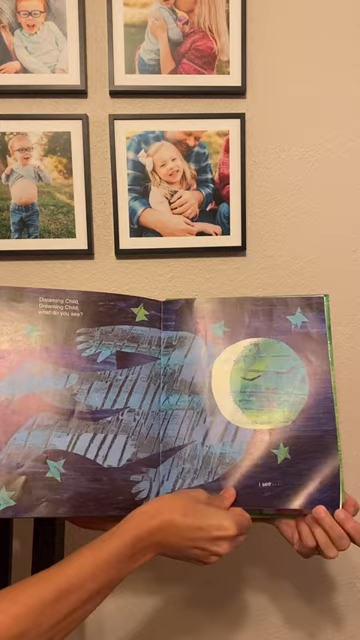 Dreaming Child,
Dreaming Child,
what do you see?
I see . . .